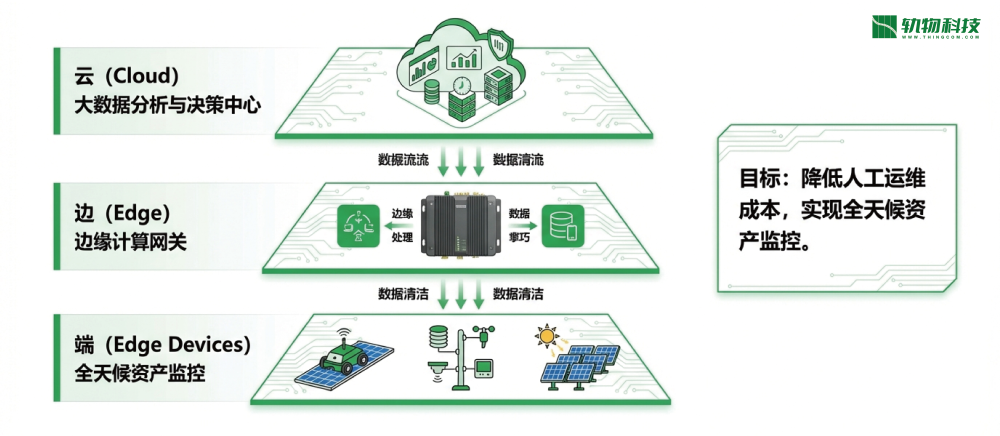 轨物科技
WWW.THINGCOM.COM
云（Cloud）
大数据分析与决策中心
数据流流
数据清流
边（Edge）
边缘计算网关
边缘
处理
数据
掣巧
数据清洁
数据清洁
端（Edge Devices）
全天候资产监控
目标：降低人工运维
成本，实现全天候资
产监控。